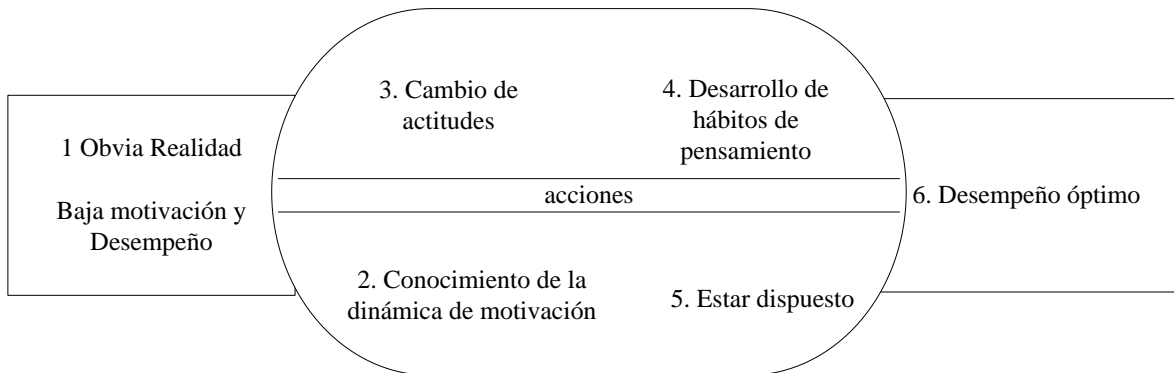 1 Obvia Realidad
Baja motivación y
Desempeño
3. Cambio de
actitudes
4. Desarrollo de
hábitos de
pensamiento
acciones
2. Conocimiento de la
dinámica de motivación
5. Estar dispuesto
6. Desempeño óptimo